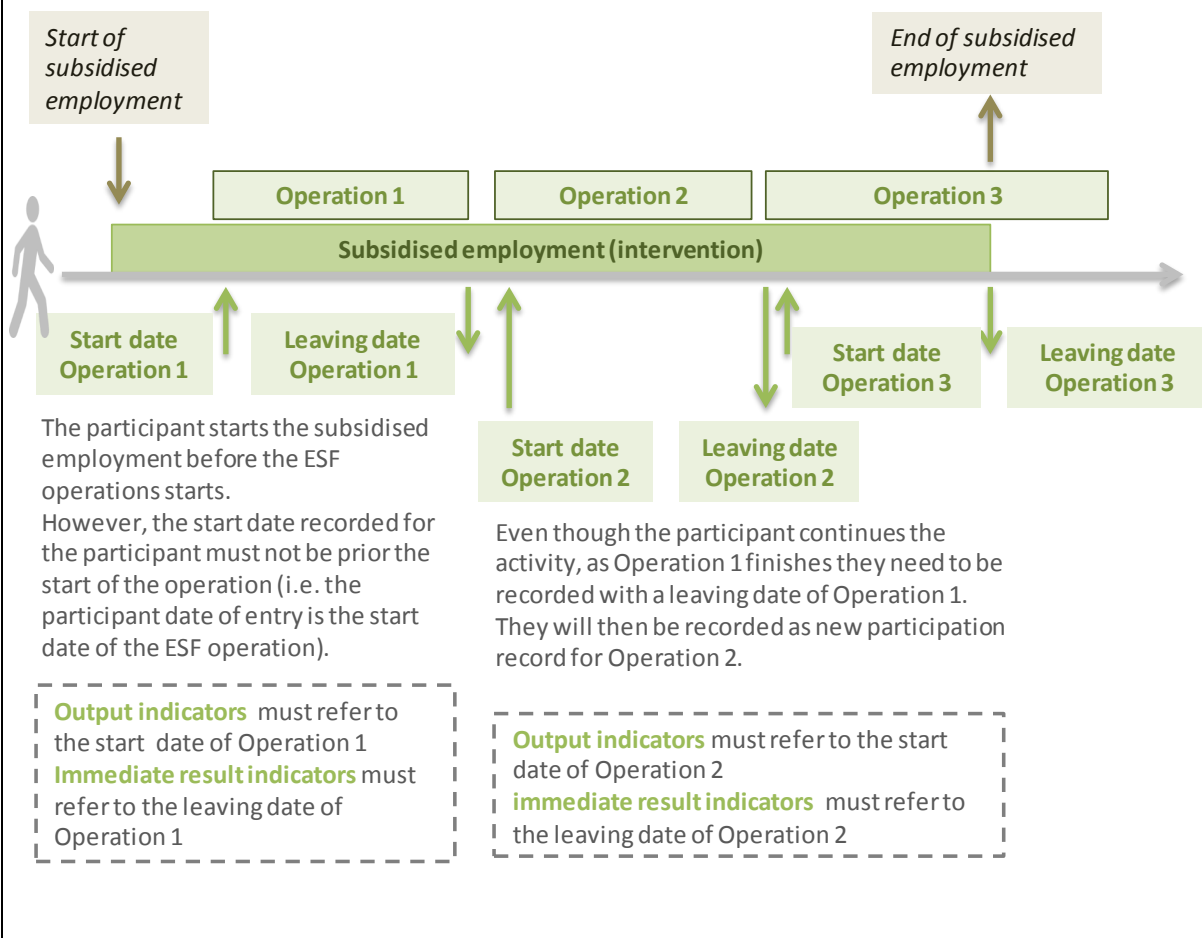 Start of
subsidised
employment
End of subsidised
employment
Operation 1
Operation 2
Operation 3
Subsidised employment (intervention)
Start date
Operation 1
Leaving date
Operation 1
Start date
Operation 3
Leaving date
Operation 3
Start date
Operation 2
Leaving date
Operation 2
The participant starts the subsidised
employment before the ESF
operations starts.
However, the start date recorded for
the participant must not be prior the
start of the operation (i.e. the
participant date of entry is the start
date of the ESF operation).
Even though the participant continues the
activity, as Operation 1 finishes they need to be
recorded with a leaving date of Operation 1.
They will then be recorded as new participation
record for Operation 2.
Output indicators must refer to
the start date of Operation 1
Immediate result indicators must
refer to the leaving date of
Operation 1
Output indicators must refer to the start
date of Operation 2
immediate result indicators must refer to
the leaving date of Operation 2